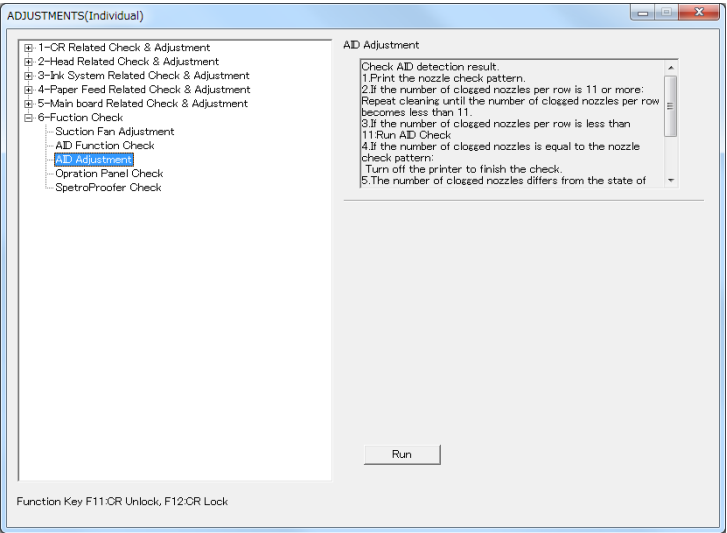 ADJUSTMENTS(Individual)
1-CR Related Check & Adjustment
2-Head Related Check & Adjustment
3-Ink System Related Check & Adjustment
4-Paper Feed Related Check & Adjustment
5-Main board Related Check & Adjustment
6-Fuction Check
Suction Fan Adjustment
AID Function Check
AID Adjustment
Opration Panel Check
SpetroProofer Check
AID Adjustment
Check AID detection result.
1.Print the nozzle check pattern.
2.If the number of clogged nozzles per row is 11 or more:
Repeat cleaning until the number of clogged nozzles per row
becomes less than 11.
3.If the number of clogged nozzles per row is less than
11:Run AID Check
4.If the number of clogged nozzles is equal to the nozzle
check pattern:
Turn off the printer to finish the check.
5.The number of clogged nozzles differs from the state of
Run
Function Key F11:CR Unlock, F12:CR Lock